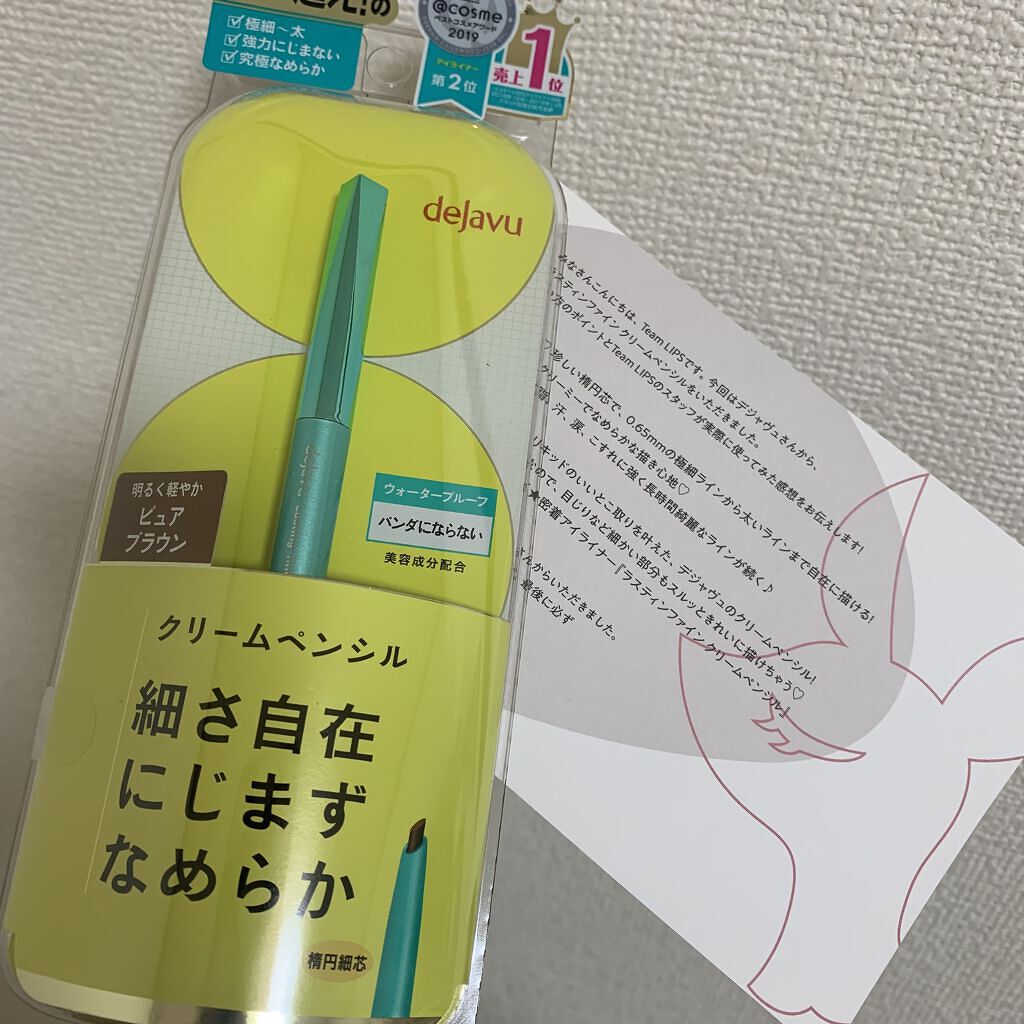 の
極細〜太
強力にじまない
究極なめらか
@cosme
ベストコスメアワード
2019
アイライナー
第2位
売上1位
dejavu
明るく軽やか
ピュア
ブラウン
ウォータープルーフ
パンダにならない
美容成分配合
クリームペンシル
細さ自在
にじまず
なめらか
楕円細芯
みなさんこんにちは、Team LIPSです。今回はデジャヴュさんから、
ラスティンファインクリームペンシルをいただきました。
方のポイントとTeam LIPSのスタッフが実際に使ってみた感想をお伝えします!
珍しい楕円芯で、0.65mmの極細ラインから太いラインまで自在に描ける!
クリーミーでなめらかな描き心地♡
汗、涙、こすれに強く長時間綺麗なラインが続く♪
リキッドのいいとこ取りを叶えた、デジャヴュのクリームペンシル!
なので、目じりなど細かい部分もスルッときれいに描けちゃう♡
★密着アイライナー『ラスティンファインクリームペンシル』
さんからいただきました。
最後に必ず